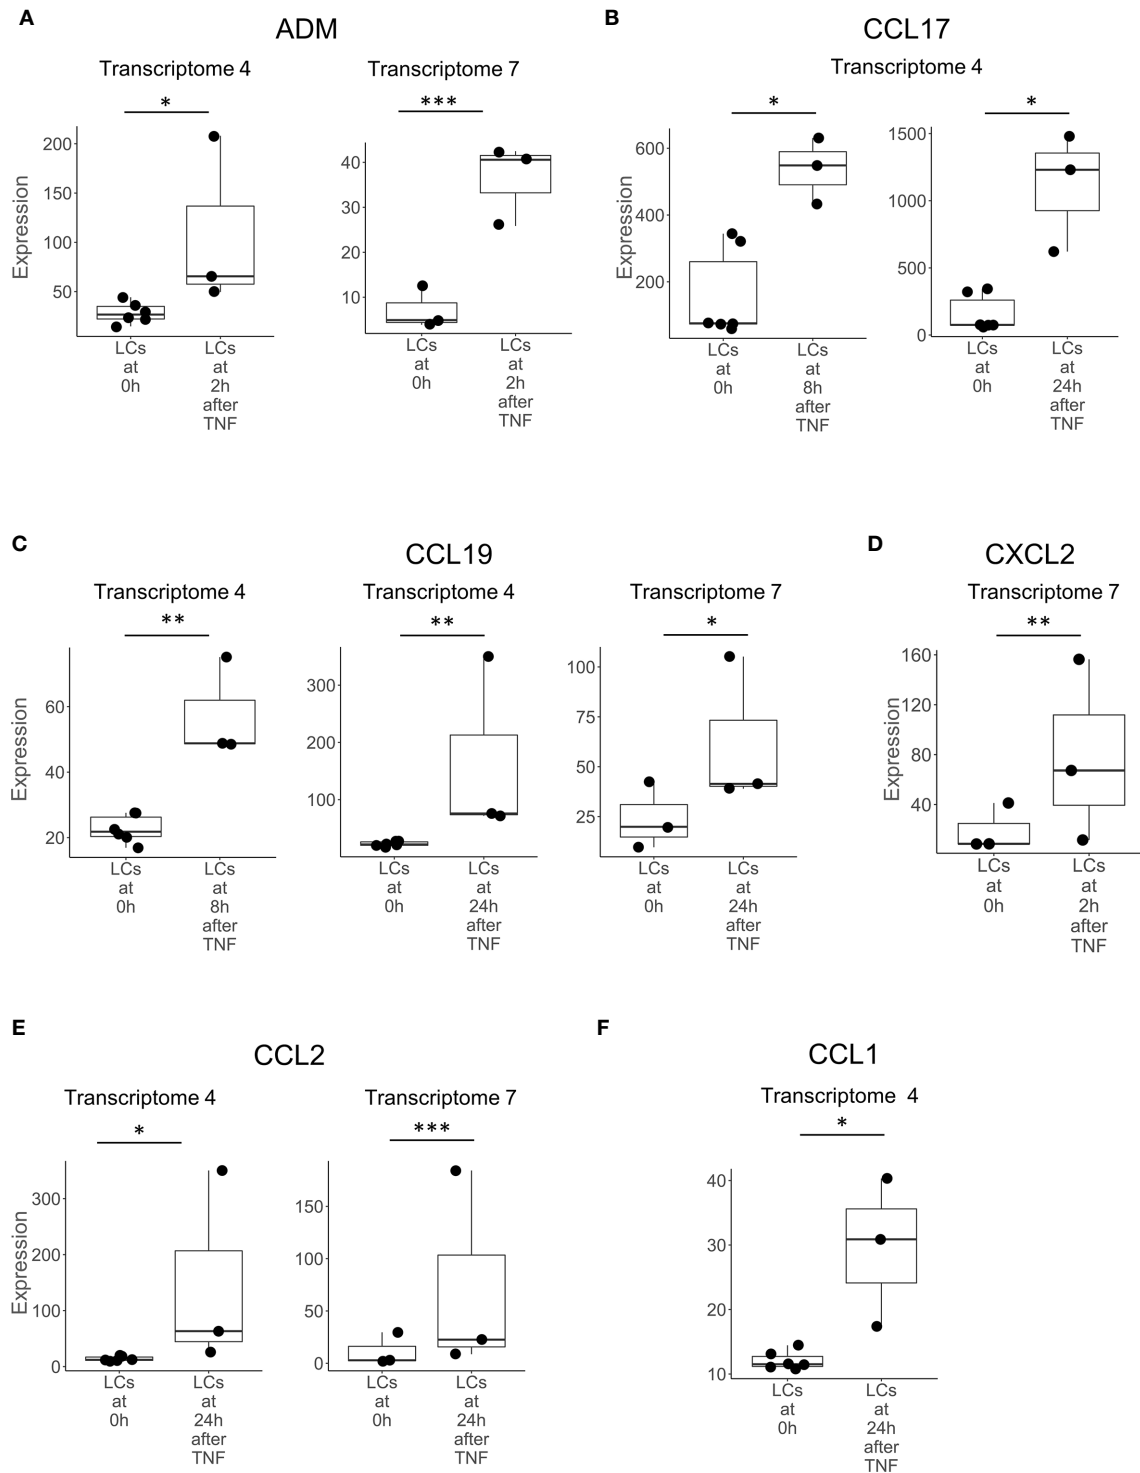 A
ADM
Transcriptome 4
*
Expression
200
150
100
50
LCs
at
0h
LCs
at
2h
after
TNF
Transcriptome 7
***
40
30
20
10
LCs
at
0h
LCs
at
2h
after
TNF
B
CCL17
Transcriptome 4
*
Expression
600
400
200
LCs
at
0h
LCs
at
8h
after
TNF
*
1500
1000
500
0
LCs
at
0h
LCs
at
24h
after
TNF
C
CCL19
Transcriptome 4
**
Expression
60
40
20
LCs
at
0h
LCs
at
8h
after
TNF
Transcriptome 4
**
300
200
100
LCs
at
0h
LCs
at
24h
after
TNF
Transcriptome 7
*
100
75
50
25
LCs
at
0h
LCs
at
24h
after
TNF
D
CXCL2
Transcriptome 7
**
Expression
160
120
80
40
LCs
at
0h
LCs
at
2h
after
TNF
E
CCL2
Transcriptome 4
*
Expression
300
200
100
0
LCs
at
0h
LCs
at
24h
after
TNF
Transcriptome 7
***
150
100
50
0
LCs
at
0h
LCs
at
24h
after
TNF
F
CCL1
Transcriptome 4
*
Expression
40
30
20
10
LCs
at
0h
LCs
at
24h
after
TNF